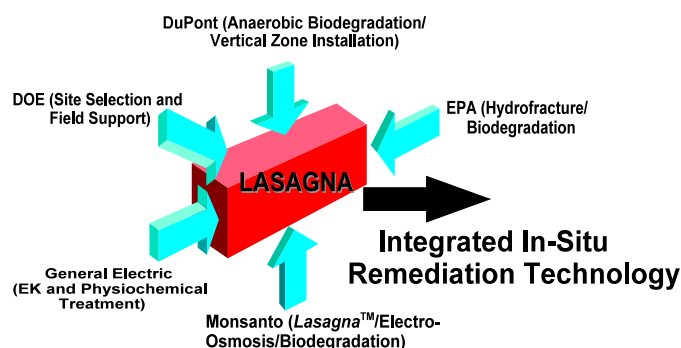 DuPont (Anaerobic Biodegradation/
Vertical Zone Installation)
DOE (Site Selection and
Field Support)
EPA (Hydrofracture/
Biodegradation
LASAGNA
Integrated In-Situ
Remediation Technology
General Electric
(EK and Physiochemical
Treatment)
Monsanto (Lasagna™/Electro-
Osmosis/Biodegradation)